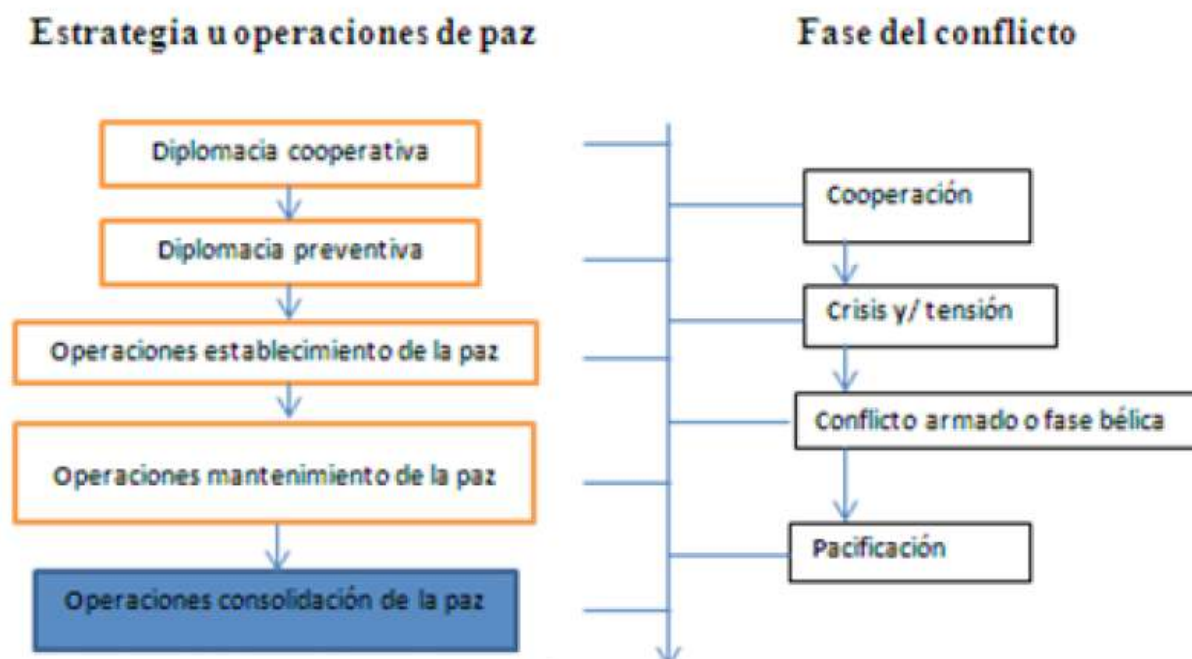 Estrategia u operaciones de paz
Fase del conflicto
Diplomacia cooperativa
Diplomacia preventiva
Operaciones establecimiento de la paz
Operaciones mantenimiento de la paz
Operaciones consolidación de la paz
Cooperación
Crisis y/ tensión
Conflicto armado o fase bélica
Pacificación